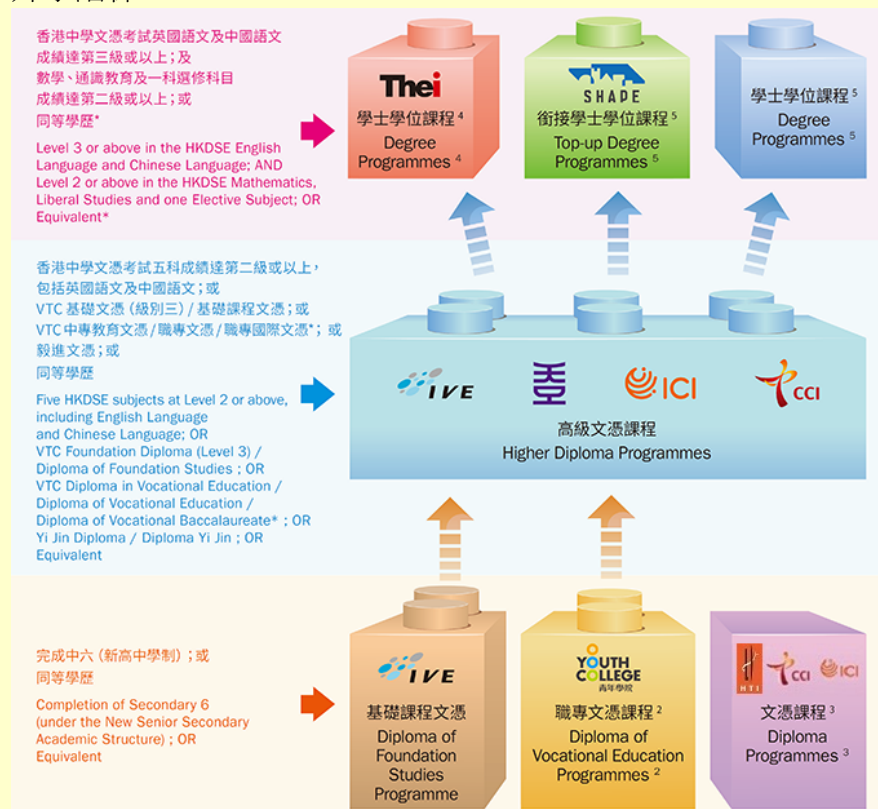 香港中學文憑考試英國語文及中國語文
成績達第三級或以上；及
數學、通識教育及一科選修科目
成績達第二級或以上；或
同等學歷*
Level 3 or above in the HKDSE English
Language and Chinese Language; AND
Level 2 or above in the HKDSE Mathematics,
Liberal Studies and one Elective Subject; OR
Equivalent*
Thei
學士學位課程 4
Degree
Programmes 4
SHAPE
銜接學士學位課程 5
Top-up Degree
Programmes 5
學士學位課程 5
Degree
Programmes 5
香港中學文憑考試五科成績達第二級或以上，
包括英國語文及中國語文；或
VTC 基礎文憑（級別三）/ 基礎課程文憑；或
VTC 中專教育文憑 / 職專文憑 / 職專國際文憑*；或
毅進文憑；或
同等學歷
Five HKDSE subjects at Level 2 or above,
including English Language
and Chinese Language; OR
VTC Foundation Diploma (Level 3) /
Diploma of Foundation Studies ; OR
VTC Diploma in Vocational Education /
Diploma of Vocational Education /
Diploma of Vocational Baccalaureate* ; OR
Yi Jin Diploma / Diploma Yi Jin ; OR
Equivalent
IVE
ICI
CCI
高級文憑課程
Higher Diploma Programmes
完成中六（新高中學制）；或
同等學歷
Completion of Secondary 6
(under the New Senior Secondary
Academic Structure) ; OR
Equivalent
IVE
基礎課程文憑
Diploma of
Foundation
Studies
Programme
YOUTH
COLLEGE
青年學院
職專文憑課程 2
Diploma of
Vocational Education
Programmes 2
HTI
CCI
ICI
文憑課程 3
Diploma
Programmes 3